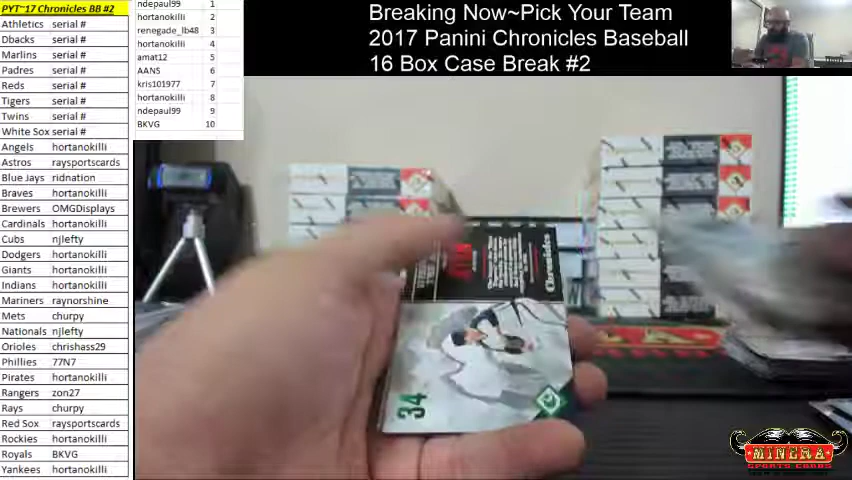 PYT~17 Chronicles BB #2
Athletics serial #
Dbacks serial #
Marlins serial #
Padres serial #
Reds serial #
Tigers serial #
Twins serial #
White Sox serial #
Angels hortanokilli
Astros raysportscards
Blue Jays ridnation
Braves hortanokilli
Brewers OMGDisplays
Cardinals hortanokilli
Cubs njlefty
Dodgers hortanokilli
Giants hortanokilli
Indians hortanokilli
Mariners raynorshine
Mets churpy
Nationals njlefty
Orioles chrishass29
Phillies 77N7
Pirates hortanokilli
Rangers zon27
Rays churpy
Red Sox raysportscards
Rockies hortanokilli
Royals BKVG
Yankees hortanokilli
ndepaul99 1
hortanokilli 2
renegade_lb48 3
hortanokilli 4
amat12 5
AAN5 6
kris101977 7
hortanokilli 8
ndepaul99 9
BKVG 10
Breaking Now~Pick Your Team
2017 Panini Chronicles Baseball
16 Box Case Break #2
Chronicles
34
MINERA
SPORTS CARDS